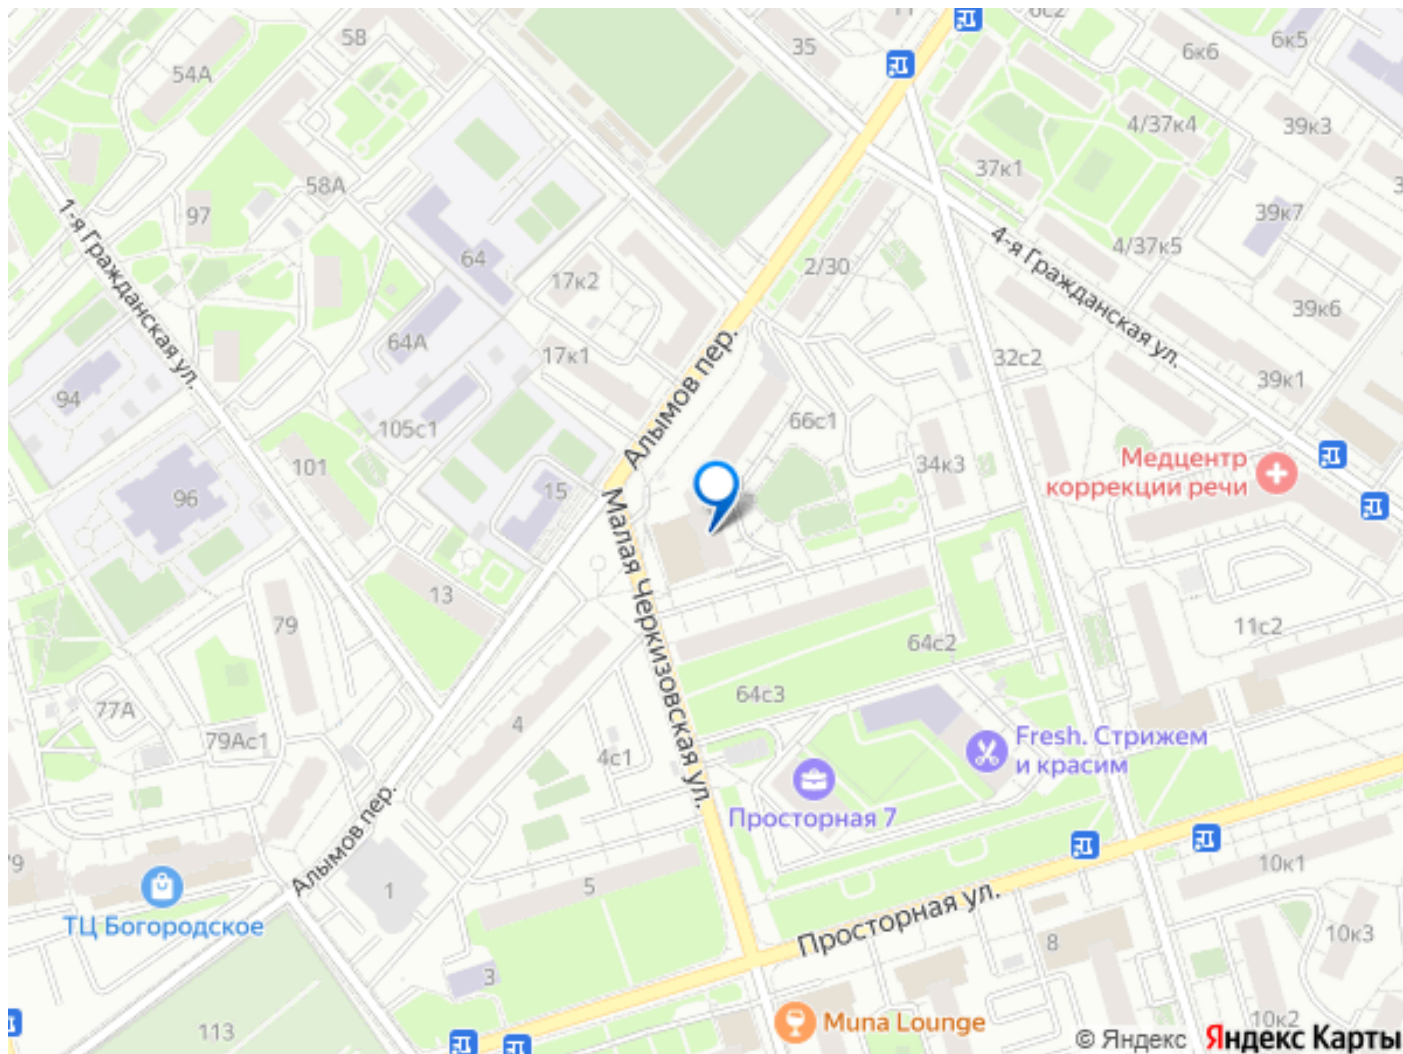 58
54А
35
11
6с2
6к6
6к5
4/37к4
39к3
37к1
58А
97
39к7
1-я Гражданская ул.
64
4-я Гражданская ул.
4/37к5
2/30
17к2
39к6
64А
17к1
Алымов пер.
32с2
39к1
94
66с1
105с1
101
34к3
Медцентр
коррекции речи
96
15
Малая Черкизовская ул.
13
79
11с2
64с2
77А
64с3
4
79Ас1
4с1
Fresh. Стрижем
и красим
Просторная 7
Алымов пер.
79
1
5
10к1
ТЦ Богородское
Просторная ул.
8
10к3
3
113
Muna Lounge
10к2
© Яндекс Яндекс Карты